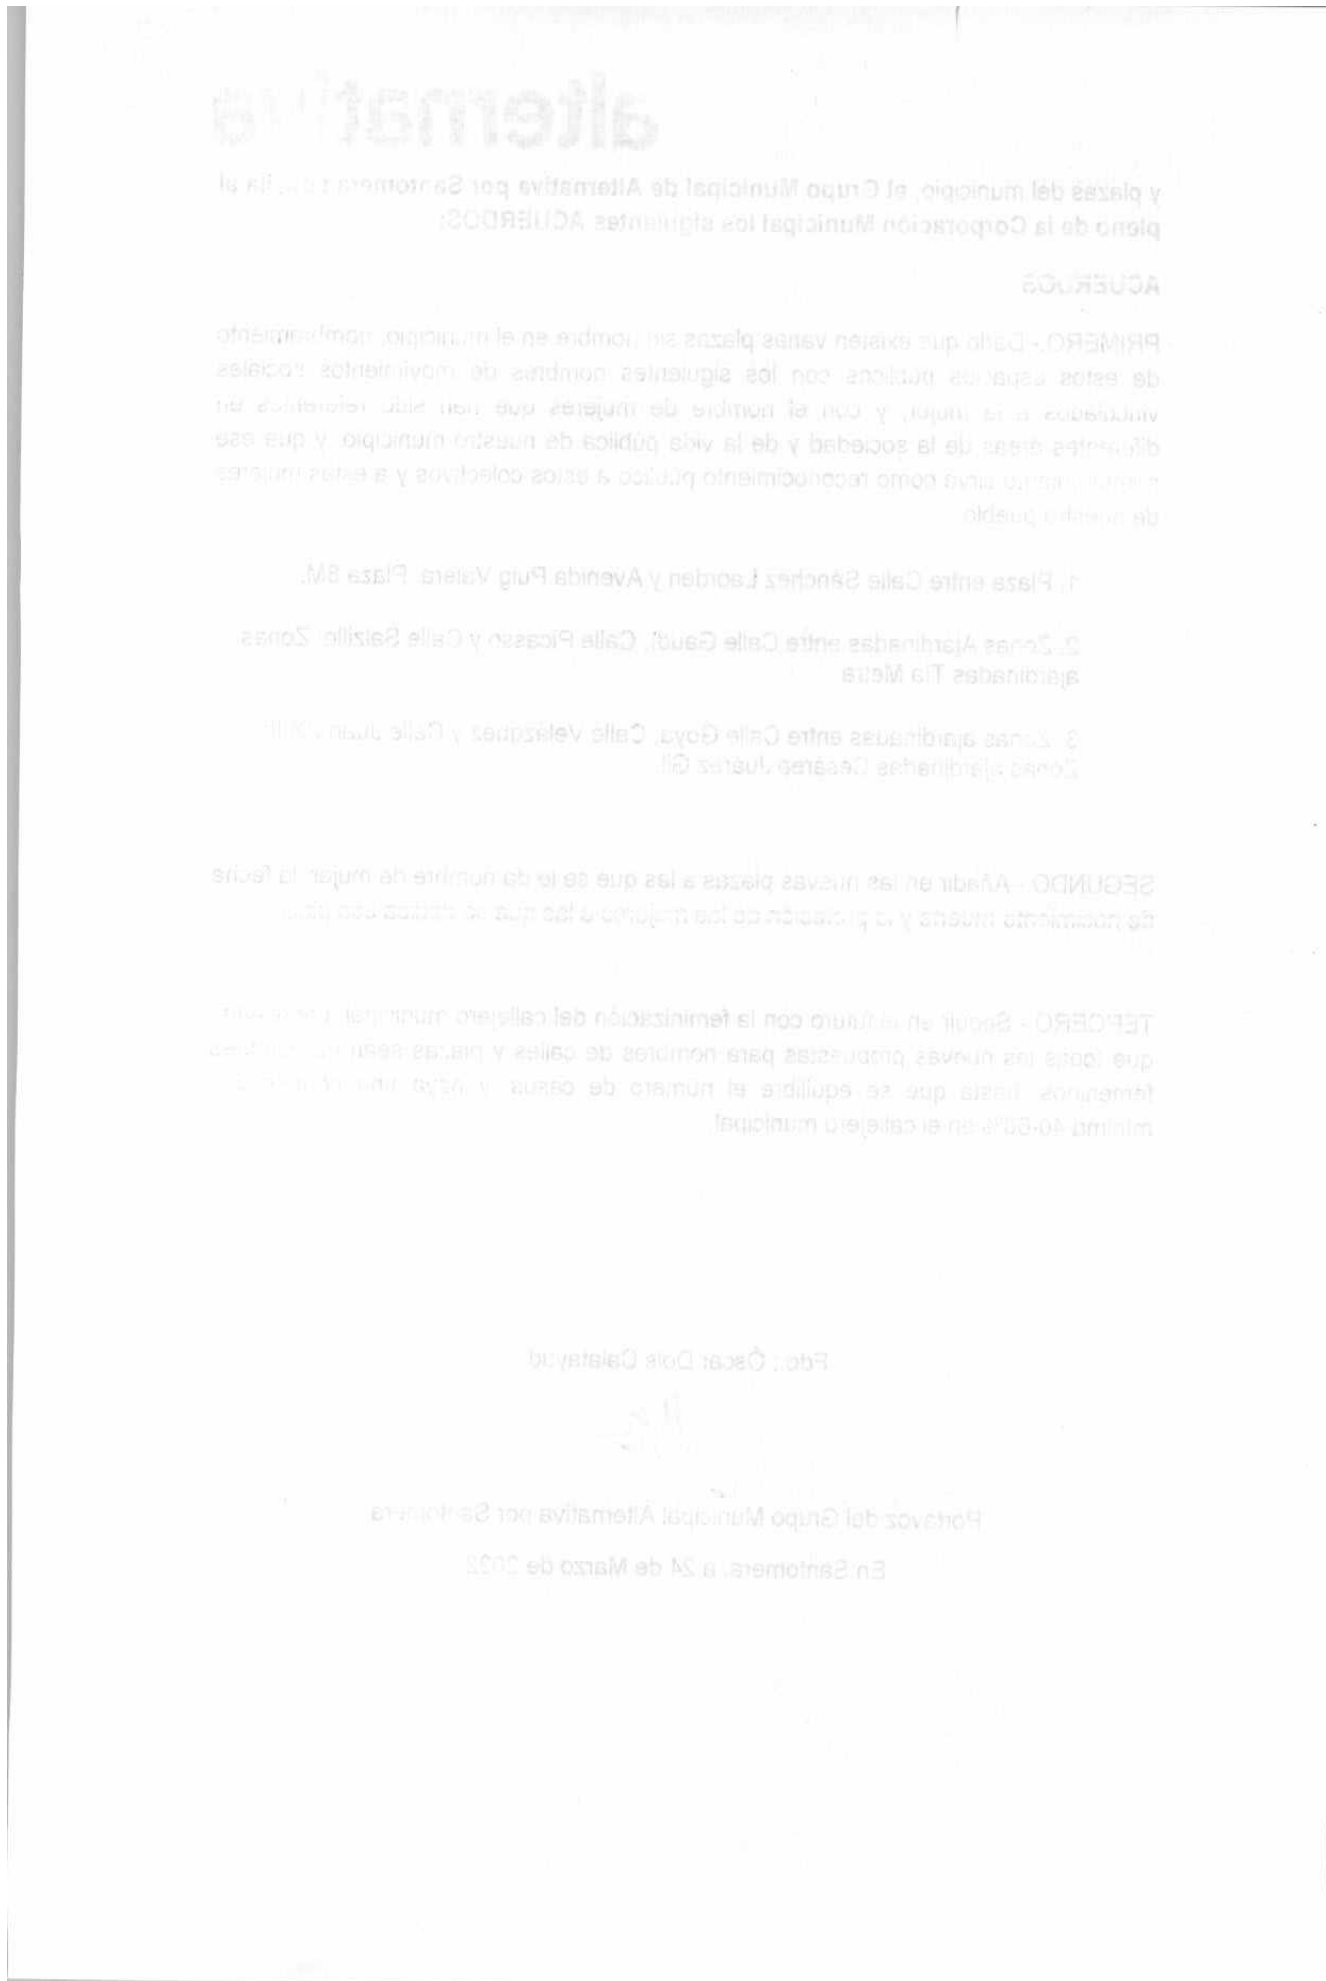 alternativa
y plazas del municipio, el Grupo Municipal de Alternativa por Santomera al
pleno de la Corporación Municipal los siguientes ACUERDOS:
ACUERDOS
PRIMERO.- Dado que existen varias plazas sin nombre en el municipio, nombramiento
de estos espacios públicos con los siguientes nombres de movimientos sociales
vinculados a la mujer, y con el nombre de mujeres que han sido referentes en
diferentes áreas de la sociedad y de la vida pública de nuestro municipio, y que ese
sirva como reconocimiento público a estos colectivos y a estas mujeres
de nuestro pueblo
1. Plaza entre Calle Sánchez Laorden y Avenida Puig Valera: Plaza 8M.
2. Zonas Ajardinadas entre Calle Gaudí, Calle Picasso y Calle Salzillo: Zonas
ajardinadas Tía Metra
3. Zonas ajardinadas entre Calle Goya, Calle Velázquez y Calle Juan
Zonas ajardinadas Cesárea Juárez Gil.
SEGUNDO.- Añadir en las nuevas plazas a las que se le da nombre de mujer, la fecha
de nacimiento muerte y la de las mujeres a las que se dedica esa
TERCERO.- Seguir en el futuro con la feminización del callejero municipal,
que todas las nuevas propuestas para nombres de calles y plazas sean
femeninos, hasta que se equilibre el número de casos, y haya una
mínima 40-60% en el callejero municipal.
Fdo.: Óscar Dols Calatayud
Portavoz del Grupo Municipal Alternativa por Santomera
En Santomera, a 24 de Marzo de 2022